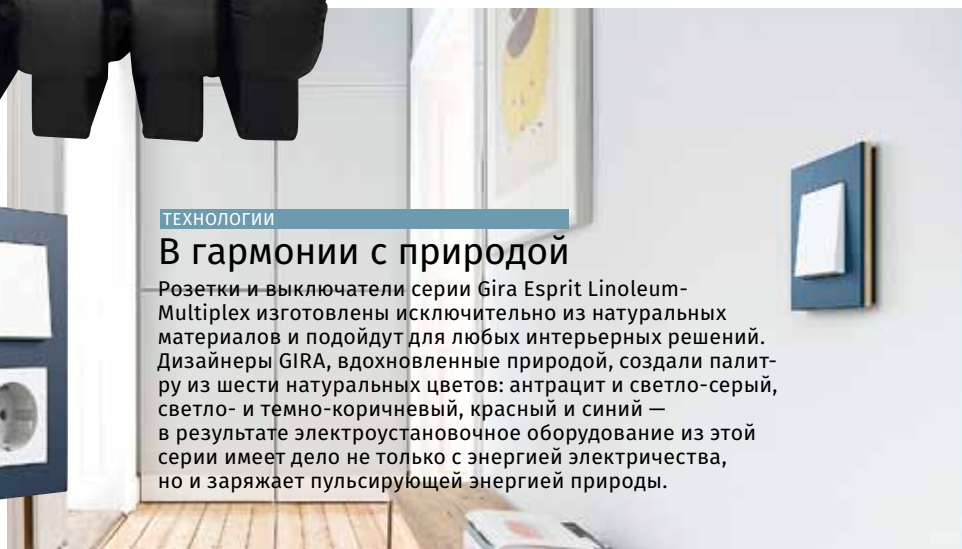 ТЕХНОЛОГИИ
В гармонии с природой
Розетки и выключатели серии Gira Esprit Linoleum-
Multiplex изготовлены исключительно из натуральных
материалов и подойдут для любых интерьерных решений.
Дизайнеры GIRA, вдохновленные природой, создали палит-
ру из шести натуральных цветов: антрацит и светло-серый,
светло- и темно-коричневый, красный и синий —
в результате электроустановочное оборудование из этой
серии имеет дело не только с энергией электричества,
но и заряжает пульсирующей энергией природы.